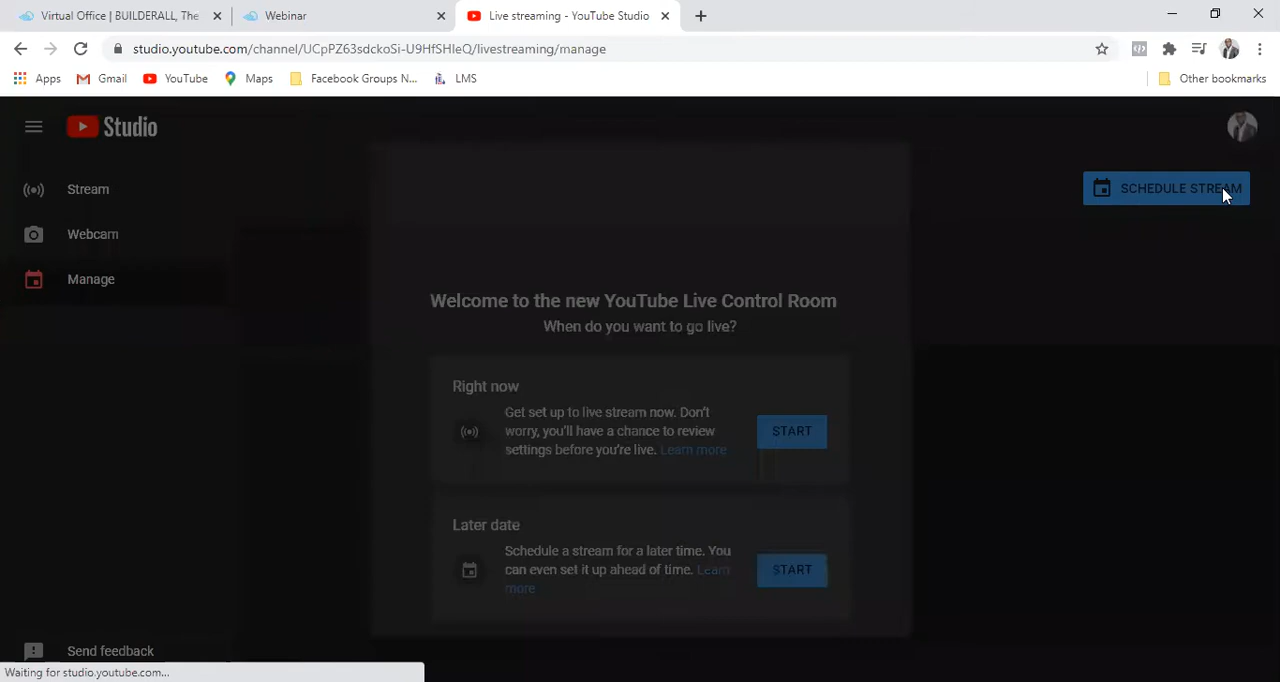 Virtual Office | BUILDERALL, The
Webinar
Live streaming - YouTube Studio
studio.youtube.com/channel/UCpPZ63sdckoSi-U9HfSHIeQ/livestreaming/manage
Apps
Gmail
YouTube
Maps
Facebook Groups N...
LMS
Other bookmarks
Studio
SCHEDULE STREAM
Stream
Webcam
Manage
Welcome to the new YouTube Live Control Room
When do you want to go live?
Right now
Get set up to live stream now. Don't
worry, you'll have a chance to review
settings before you're live. Learn more
START
Later date
Schedule a stream for a later time. You
can even set it up ahead of time. Learn
more
START
Send feedback
Waiting for studio.youtube.com...